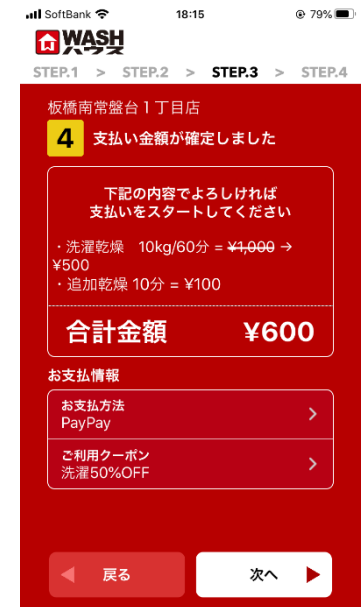 SoftBank 18:15 79%
WASH
ハウス
STEP.1 > STEP.2 > STEP.3 > STEP.4
板橋南常盤台1丁目店
4 支払い金額が確定しました
下記の内容でよろしければ
支払いをスタートしてください
・洗濯乾燥 10kg/60分 = ¥1,000 →
¥500
・追加乾燥 10分 = ¥100
合計金額 ¥600
お支払情報
お支払方法
PayPay
ご利用クーポン
洗濯50%OFF
戻る 次へ